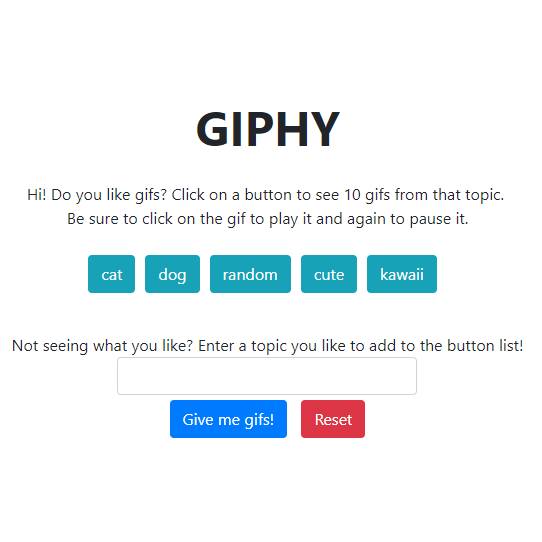 GIPHY
Hi! Do you like gifs? Click on a button to see 10 gifs from that topic.
Be sure to click on the gif to play it and again to pause it.
cat dog random cute kawaii
Not seeing what you like? Enter a topic you like to add to the button list!
Give me gifs! Reset